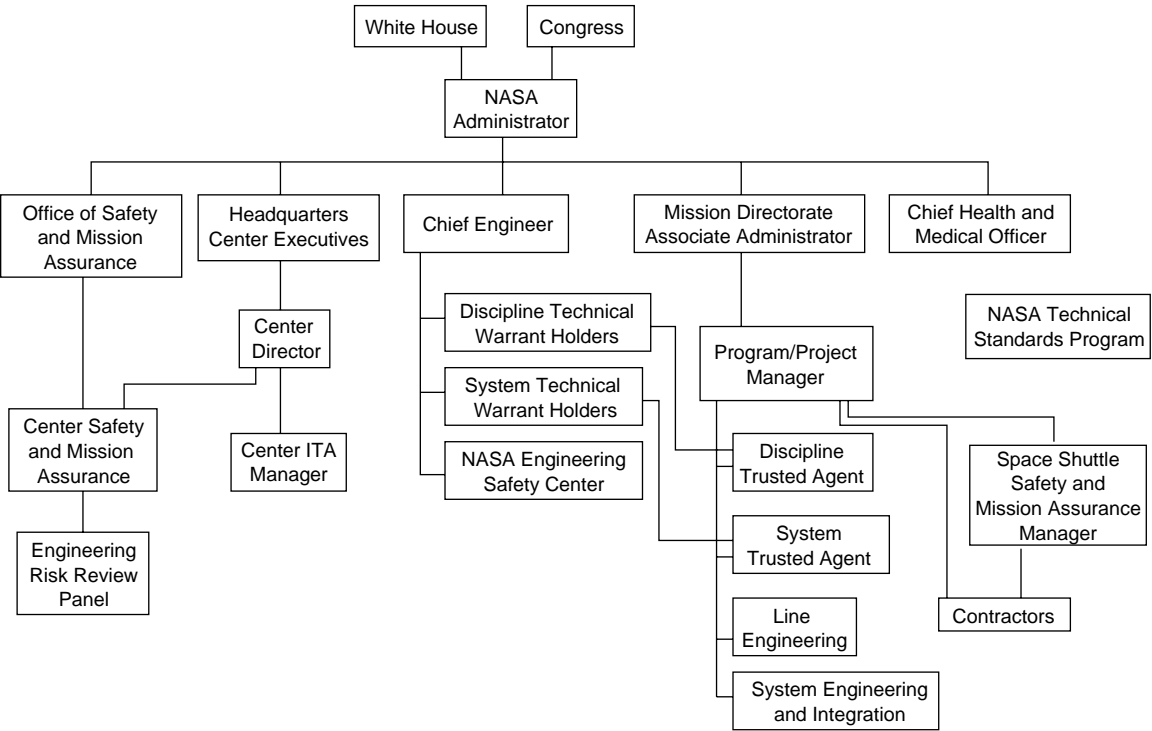 White House
Congress
NASA
Administrator
Office of Safety
and Mission
Assurance
Headquarters
Center Executives
Chief Engineer
Mission Directorate
Associate Administrator
Chief Health and
Medical Officer
Discipline Technical
Warrant Holders
NASA Technical
Standards Program
Center
Director
Program/Project
Manager
System Technical
Warrant Holders
Center Safety
and Mission
Assurance
Center ITA
Manager
NASA Engineering
Safety Center
Discipline
Trusted Agent
Space Shuttle
Safety and
Mission Assurance
Manager
System
Trusted Agent
Engineering
Risk Review
Panel
Contractors
Line
Engineering
System Engineering
and Integration